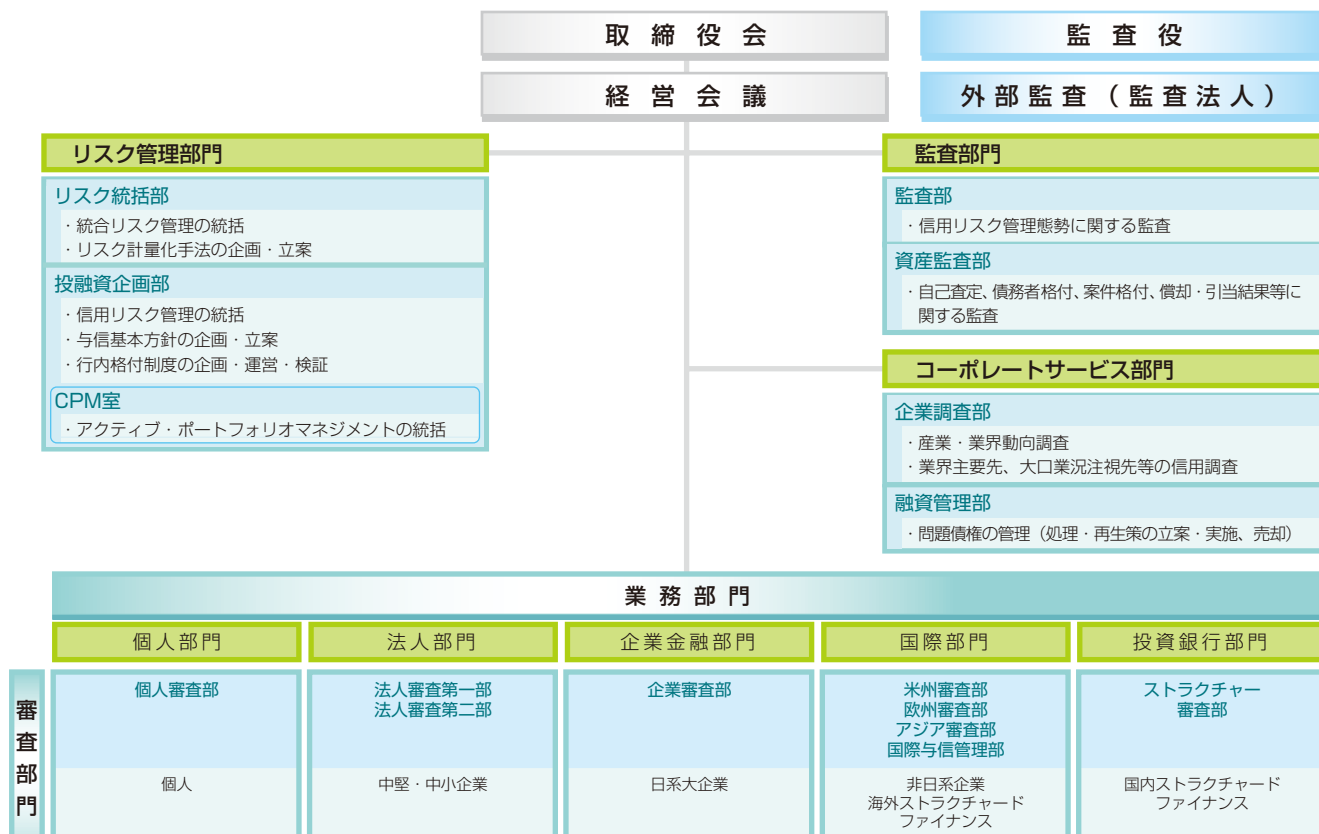 取締役会
監査役
経営会議
外部監査（監査法人）
リスク管理部門
リスク統括部
・統合リスク管理の統括
・リスク計量化手法の企画・立案
投融資企画部
・信用リスク管理の統括
・与信基本方針の企画・立案
・行内格付制度の企画・運営・検証
CPM室
・アクティブ・ポートフォリオマネジメントの統括
監査部門
監査部
・信用リスク管理態勢に関する監査
資産監査部
・自己査定、債務者格付、案件格付、償却・引当結果等に
関する監査
コーポレートサービス部門
企業調査部
・産業・業界動向調査
・業界主要先、大口業況注視先等の信用調査
融資管理部
・問題債権の管理（処理・再生策の立案・実施、売却）
業務部門
個人部門
法人部門
企業金融部門
国際部門
投資銀行部門
審査部門
個人審査部
法人審査第一部
法人審査第二部
企業審査部
米州審査部
欧州審査部
アジア審査部
国際与信管理部
ストラクチャー
審査部
個人
中堅・中小企業
日系大企業
非日系企業
海外ストラクチャード
ファイナンス
国内ストラクチャード
ファイナンス